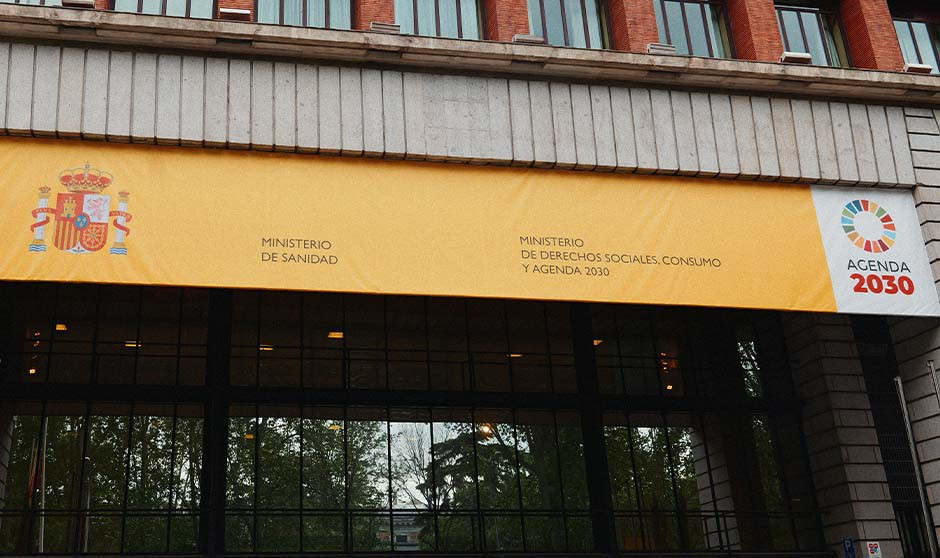 MINISTERIO
DE SANIDAD
MINISTERIO
DE DERECHOS SOCIALES, CONSUMO
Y AGENDA 2030
AGENDA
2030